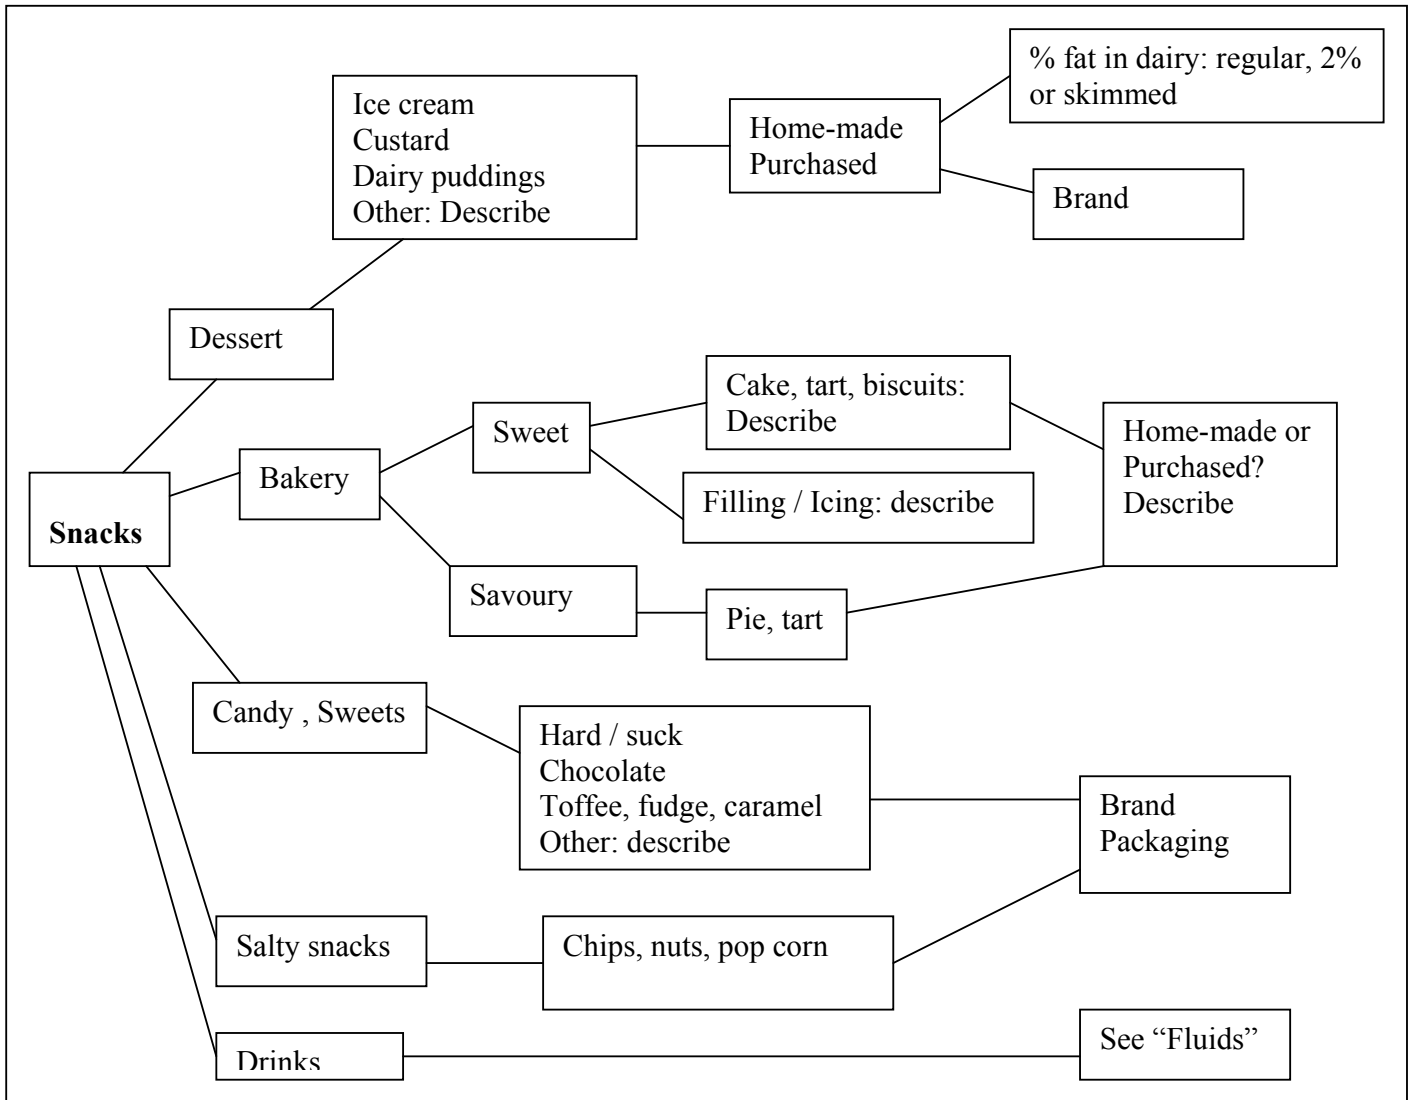 % fat in dairy: regular, 2%
or skimmed
Ice cream
Custard
Dairy puddings
Other: Describe
Home-made
Purchased
Brand
Dessert
Cake, tart, biscuits:
Describe
Sweet
Home-made or
Purchased?
Describe
Bakery
Filling / Icing: describe
Snacks
Savoury
Pie, tart
Candy , Sweets
Hard / suck
Chocolate
Toffee, fudge, caramel
Other: describe
Brand
Packaging
Salty snacks
Chips, nuts, pop corn
See “Fluids”
Drinks